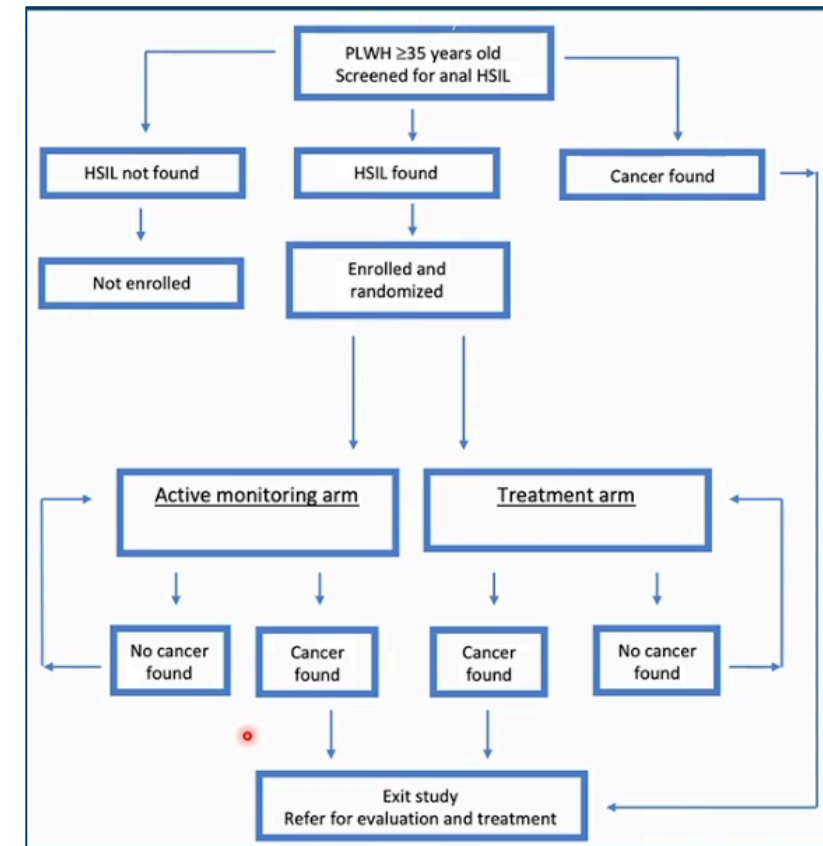 PLWH ≥35 years old
Screened for anal HSIL
HSIL not found
HSIL found
Cancer found
Not enrolled
Enrolled and
randomized
Active monitoring arm
Treatment arm
No cancer
found
Cancer
found
Cancer
found
No cancer
found
Exit study
Refer for evaluation and treatment